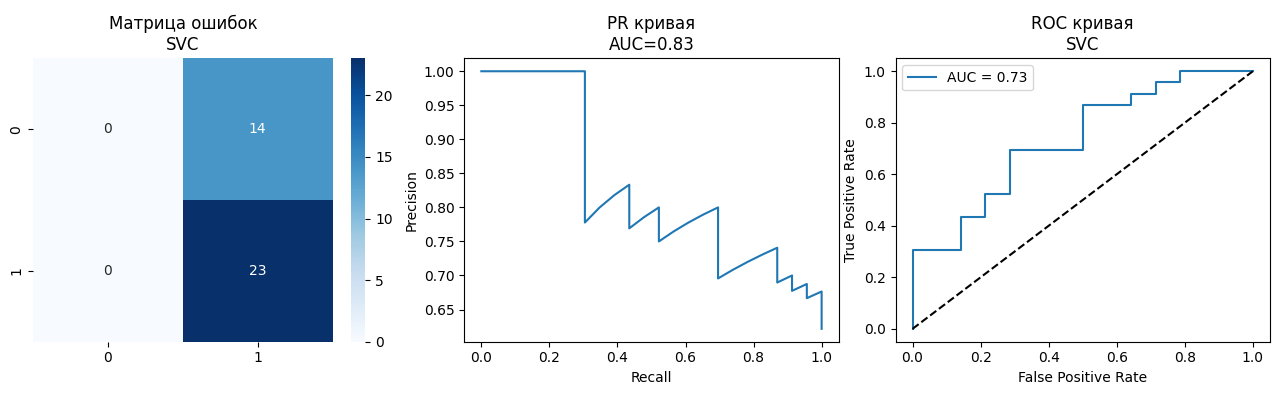 Матрица ошибок
SVC
0
14
0
23
0
1
0
1
20
15
10
5
0
PR кривая
AUC=0.83
1.00
0.95
0.90
0.85
0.80
0.75
0.70
0.65
Precision
0.0 0.2 0.4 0.6 0.8 1.0
Recall
ROC кривая
SVC
AUC = 0.73
1.0
0.8
0.6
0.4
0.2
0.0
True Positive Rate
0.0 0.2 0.4 0.6 0.8 1.0
False Positive Rate